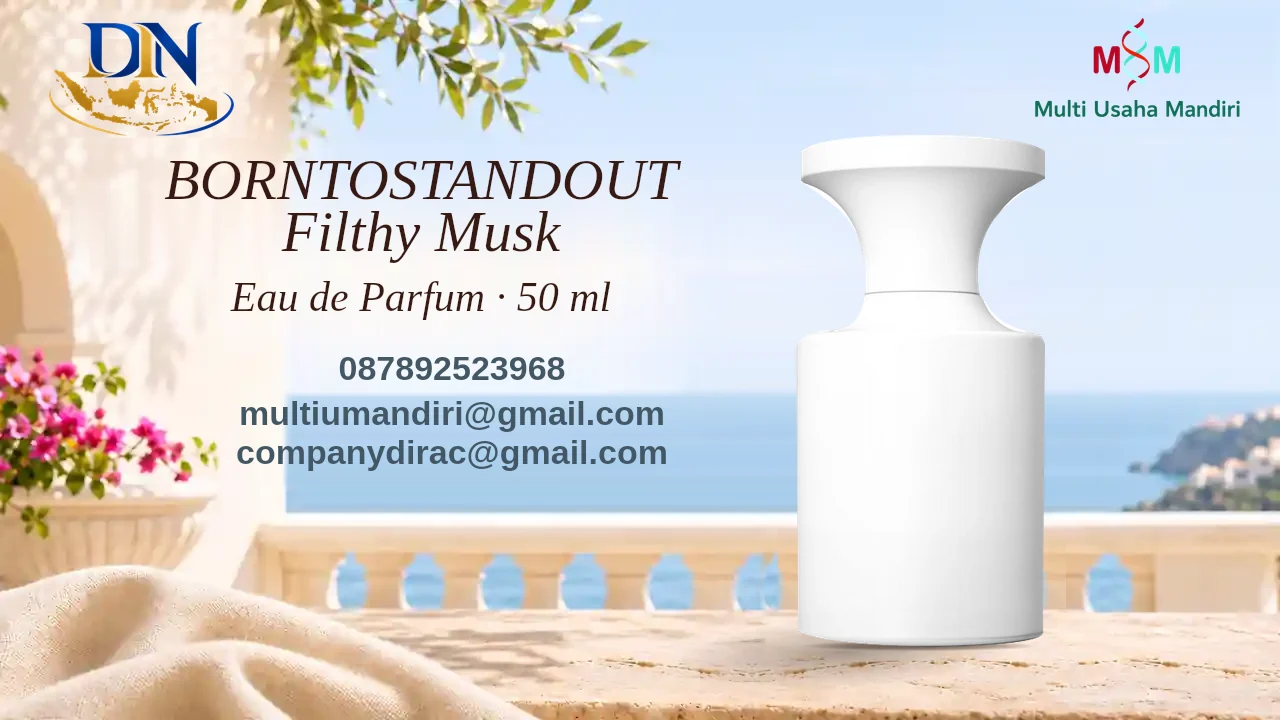 DIN
MSM
Multi Usaha Mandiri
BORNTOSTANDOUT
Filthy Musk
Eau de Parfum · 50 ml
087892523968
multiumandiri@gmail.com
companydirac@gmail.com